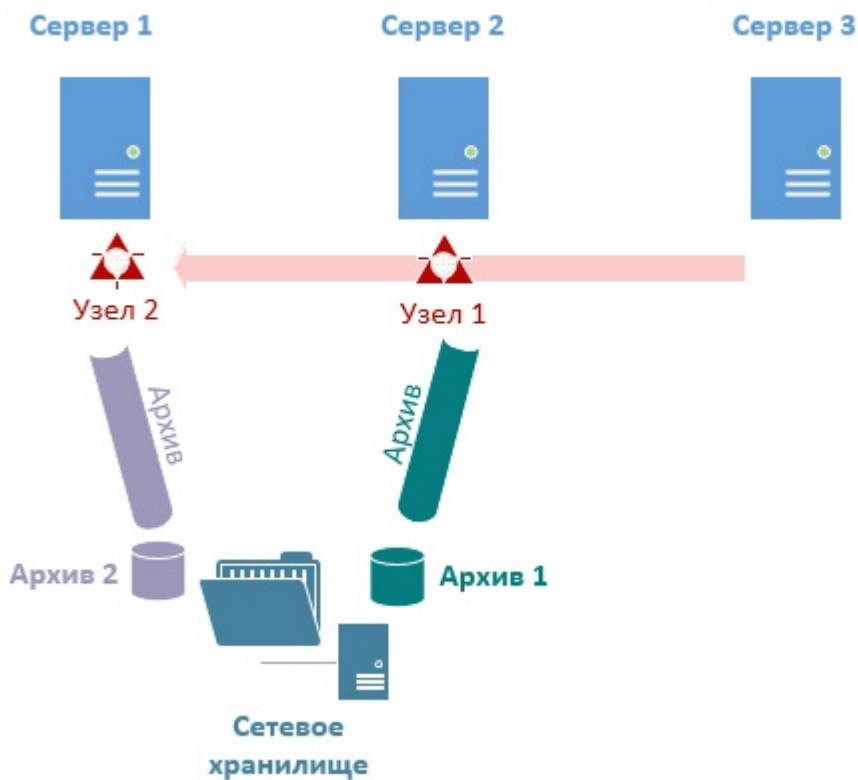 Сервер 1
Сервер 2
Сервер 3
Узел 2
Узел 1
Архив
Архив
Архив 2
Архив 1
Сетевое
хранилище